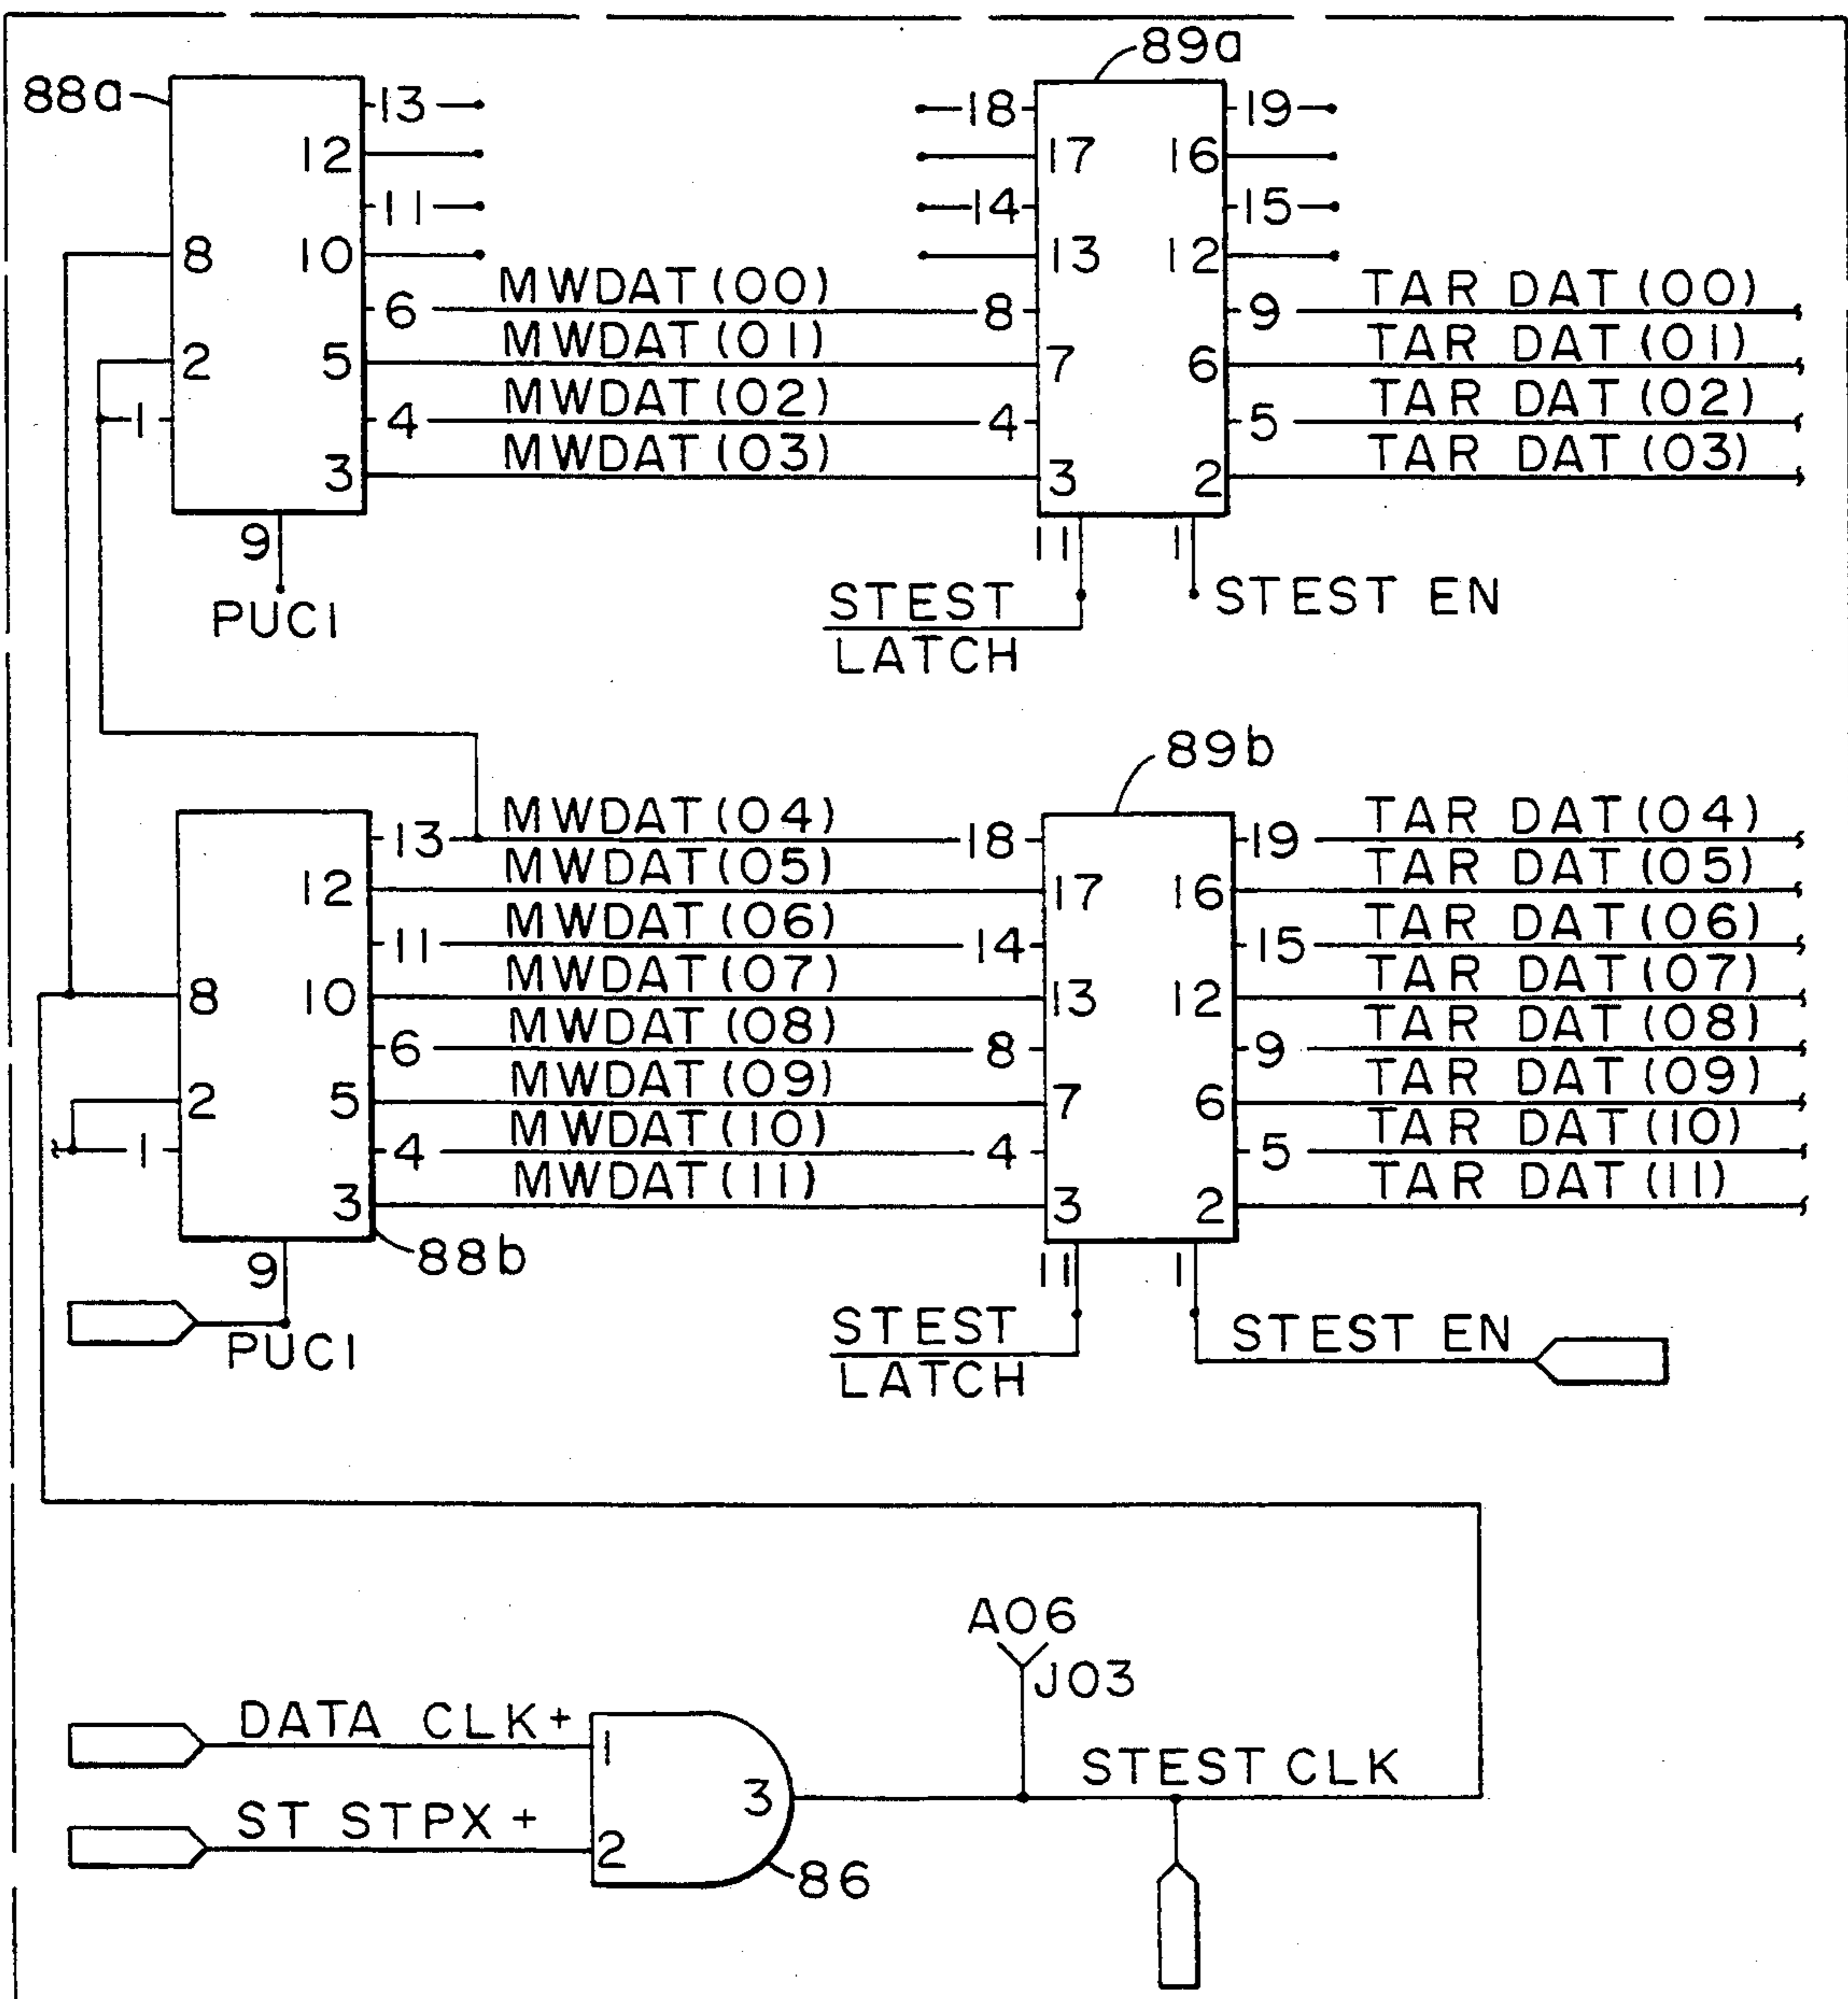 89a
88a
13
18
19
12
17
16
11
14
15
8
10
13
12
6
MWDAT(00)
8
9
TAR DAT(00)
2
5
MWDAT(01)
7
6
TAR DAT(01)
1
4
MWDAT(02)
4
5
TAR DAT(02)
3
MWDAT(03)
3
2
TAR DAT(03)
9
11
1
PUC1
STEST
LATCH
STEST EN
89b
13
MWDAT(04)
18
19
TAR DAT(04)
12
MWDAT(05)
17
16
TAR DAT(05)
11
MWDAT(06)
14
15
TAR DAT(06)
8
10
MWDAT(07)
13
12
TAR DAT(07)
6
MWDAT(08)
8
9
TAR DAT(08)
2
5
MWDAT(09)
7
6
TAR DAT(09)
1
4
MWDAT(10)
4
5
TAR DAT(10)
3
MWDAT(11)
3
2
TAR DAT(11)
88b
9
11
1
PUC1
STEST
LATCH
STEST EN
A06
J03
DATA CLK+
1
3
STEST CLK
ST STPX+
2
86